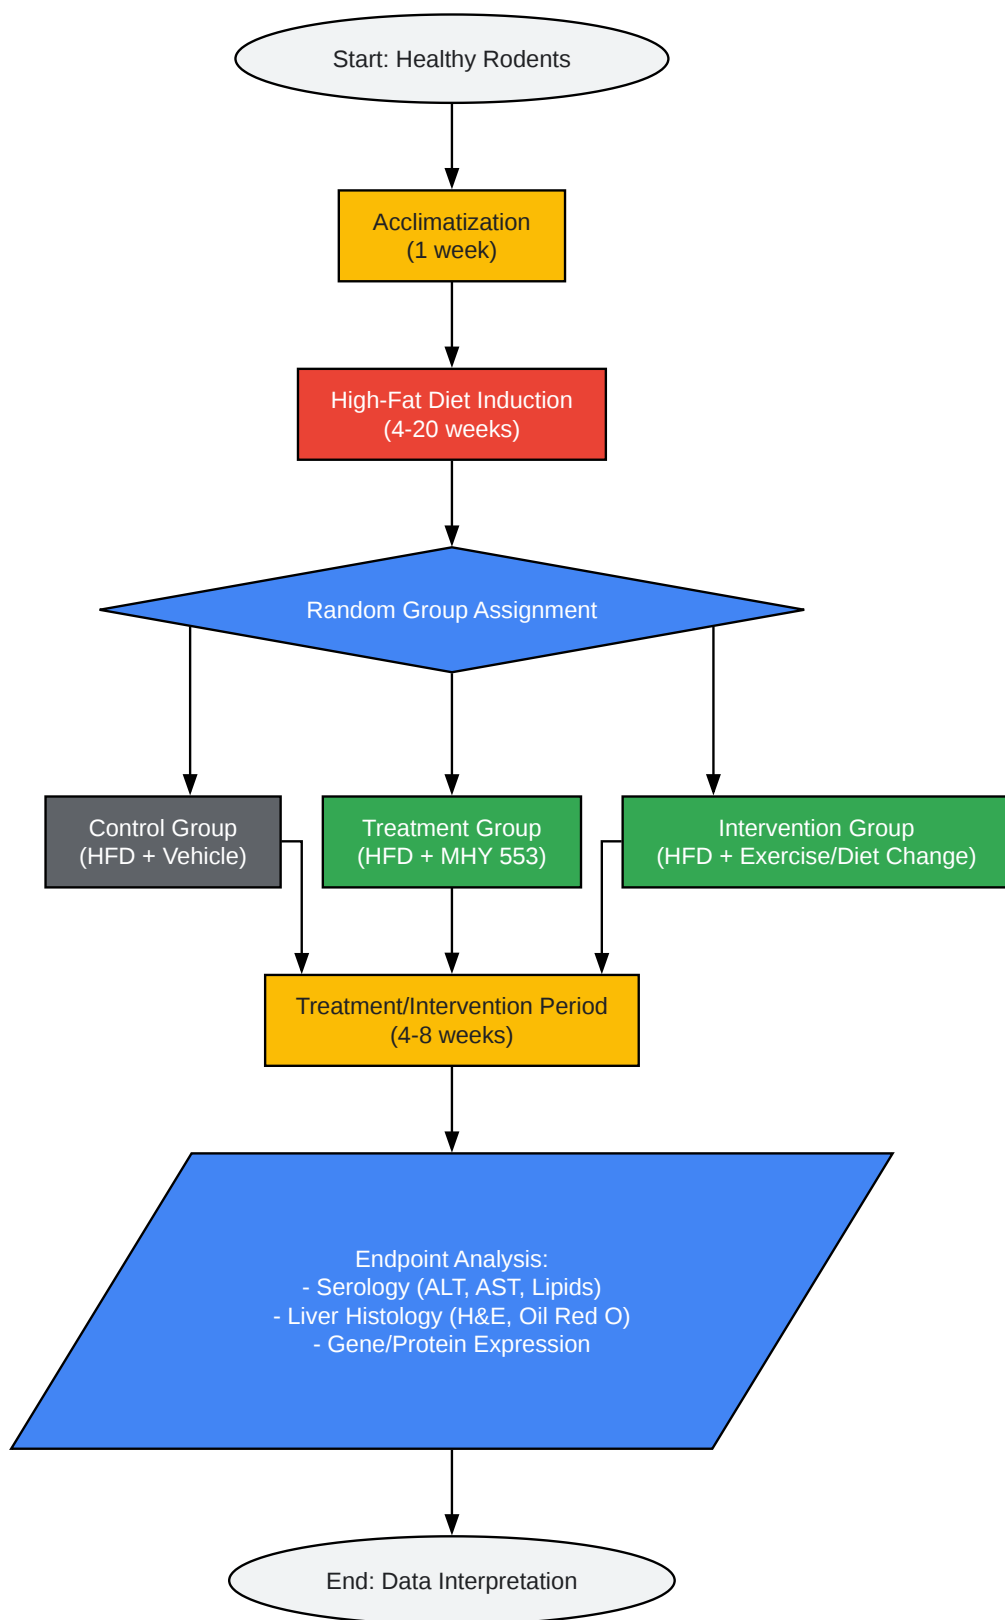 Start: Healthy Rodents
Acclimatization
(1 week)
High-Fat Diet Induction
(4-20 weeks)
Random Group Assignment
Control Group
(HFD + Vehicle)
Treatment Group
(HFD + MHY 553)
Intervention Group
(HFD + Exercise/Diet Change)
Treatment/Intervention Period
(4-8 weeks)
Endpoint Analysis:
- Serology (ALT, AST, Lipids)
- Liver Histology (H&E, Oil Red O)
- Gene/Protein Expression
End: Data Interpretation